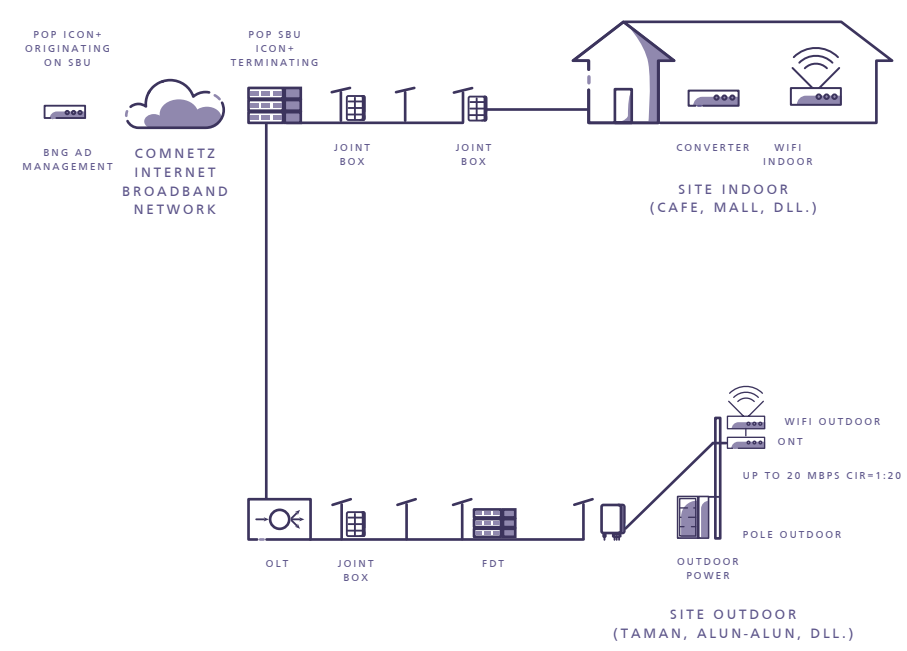 POP ICON+
ORIGINATING
ON SBU
POP SBU
ICON+
TERMINATING
BNG AD
MANAGEMENT
COMNETZ
INTERNET
BROADBAND
NETWORK
JOINT
BOX
JOINT
BOX
CONVERTER
WIFI
INDOOR
SITE INDOOR
(CAFE, MALL, DLL.)
WIFI OUTDOOR
ONT
UP TO 20 MBPS CIR=1:20
POLE OUTDOOR
OLT
JOINT
BOX
FDT
OUTDOOR
POWER
SITE OUTDOOR
(TAMAN, ALUN-ALUN, DLL.)